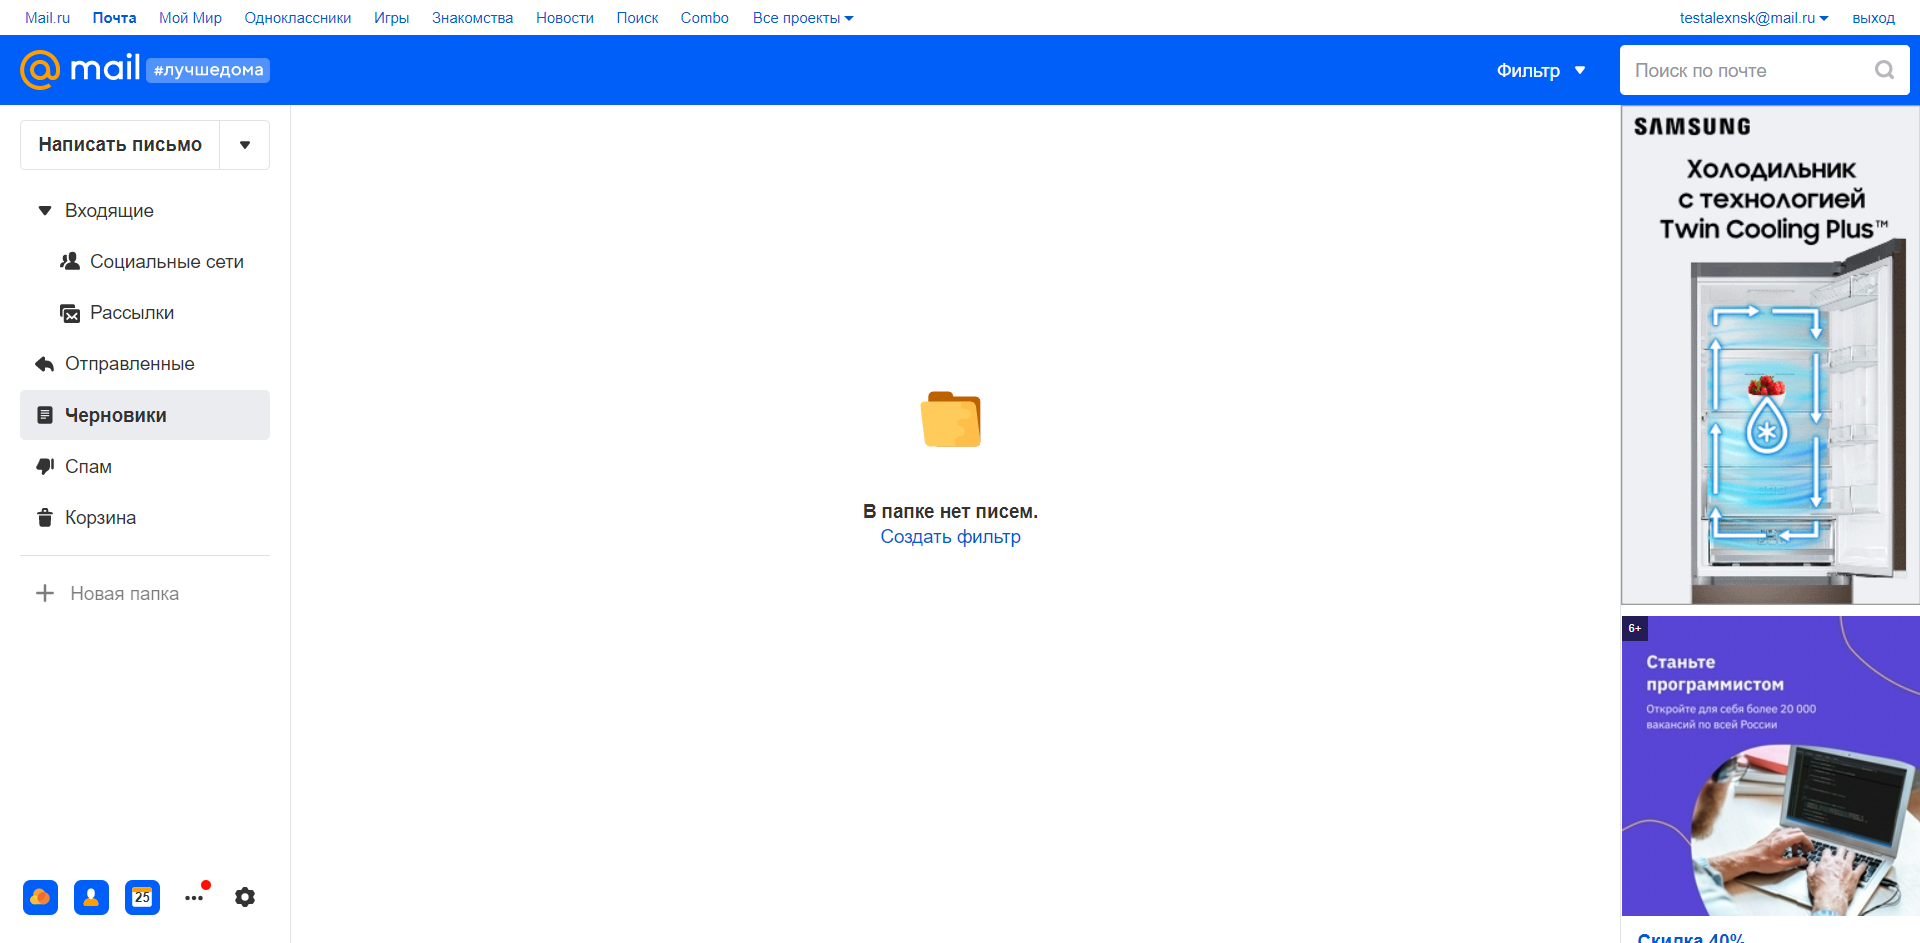 Mail.ru Почта Мой Мир Одноклассники Игры Знакомства Новости Поиск Combo Все проекты testalexnsk@mail.ru выход
@mail #лучшедома Фильтр Поиск по почте
Написать письмо
Входящие
Социальные сети
Рассылки
Отправленные
Черновики
Спам
Корзина
Новая папка
25
В папке нет писем.
Создать фильтр
SAMSUNG
Холодильник
с технологией
Twin Cooling Plus™
6+
Станьте
программистом
Откройте для себя более 20 000
вакансий по всей России
Скидка 40%